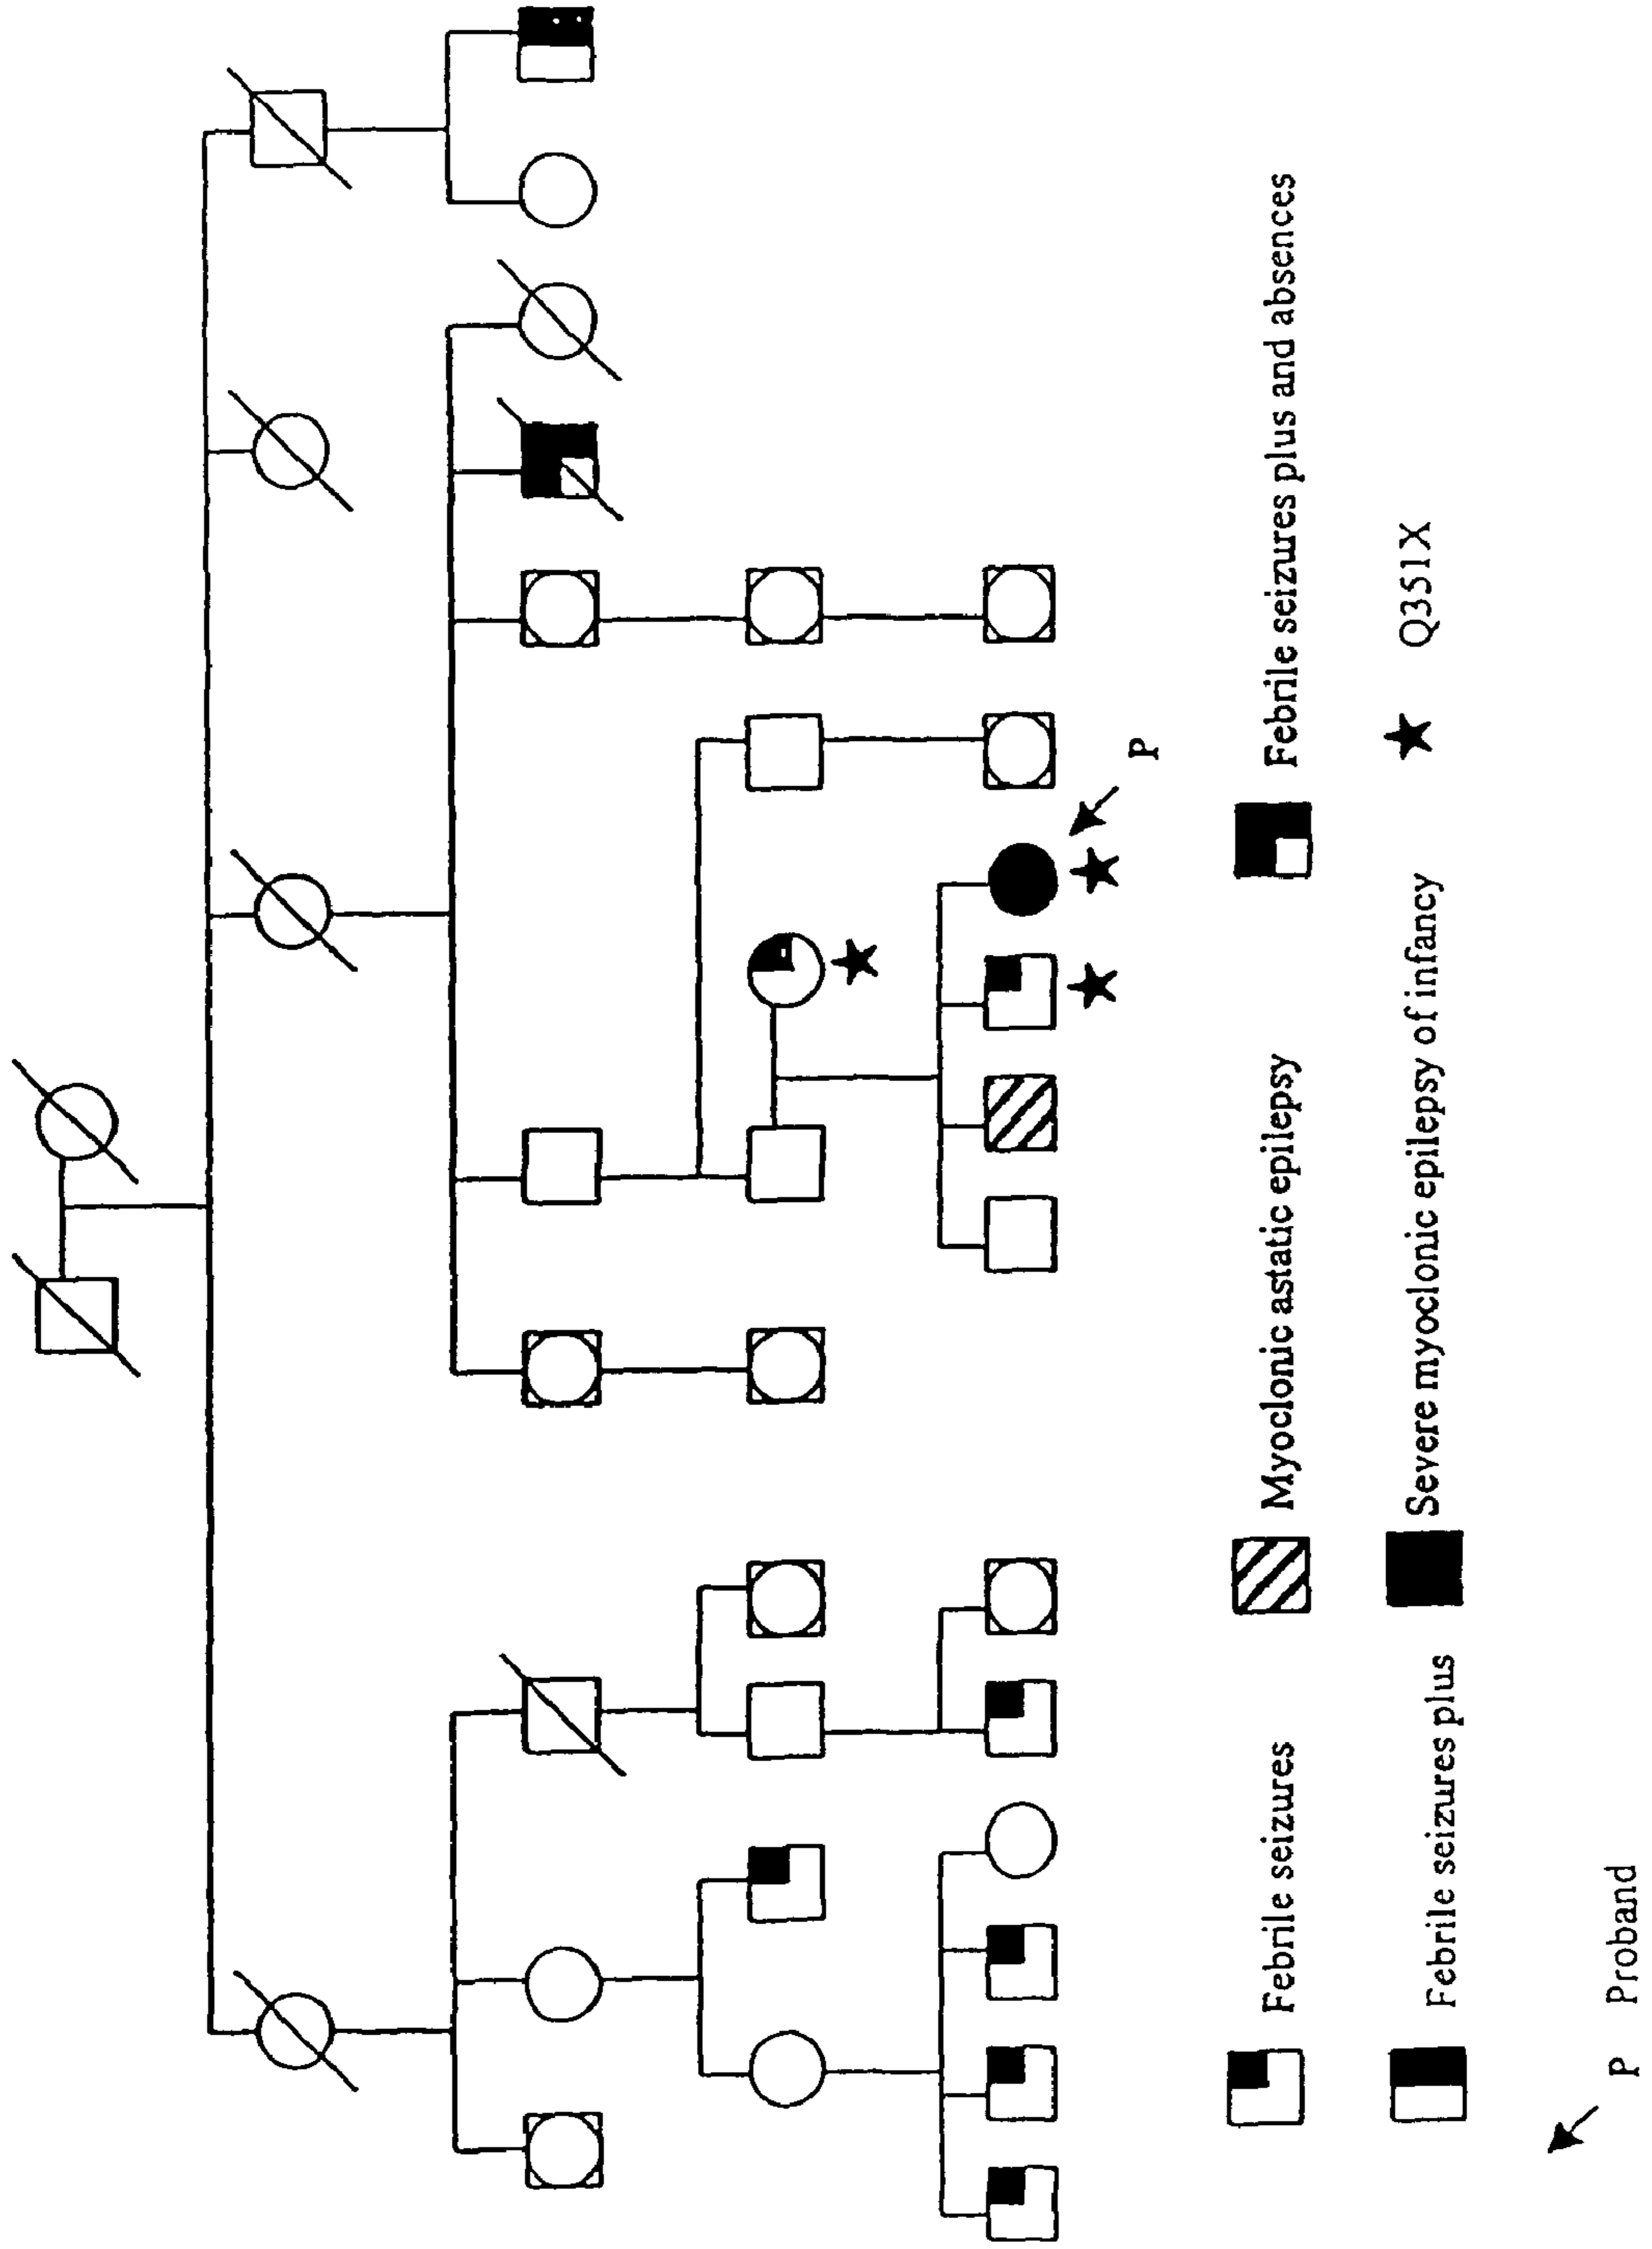 P
Febrile seizures
Myoclonic astatic epilepsy
Febrile seizures plus and absences
Febrile seizures plus
Severe myoclonic epilepsy of infancy
Q351X
P Proband